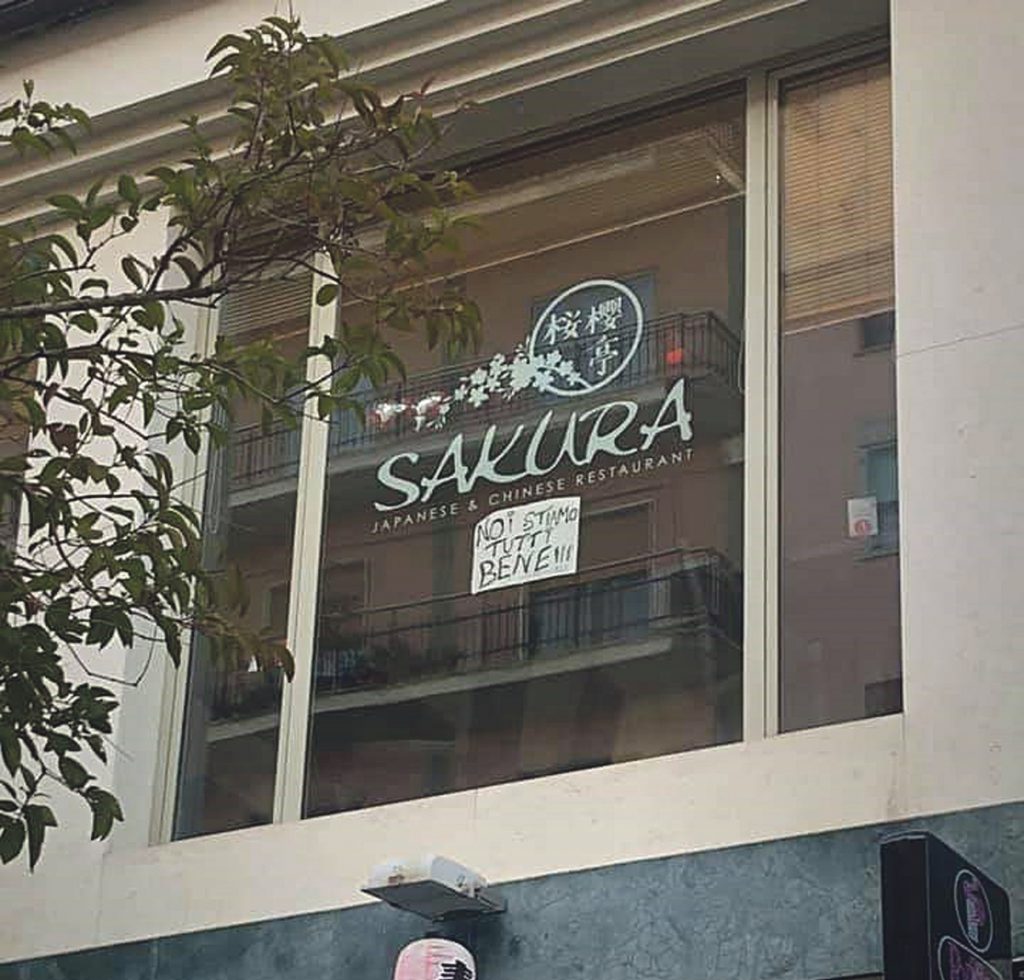 桜 櫻
亭
SAKURA
JAPANESE & CHINESE RESTAURANT
NOi STIAMO
TUTTI
BENE!!!